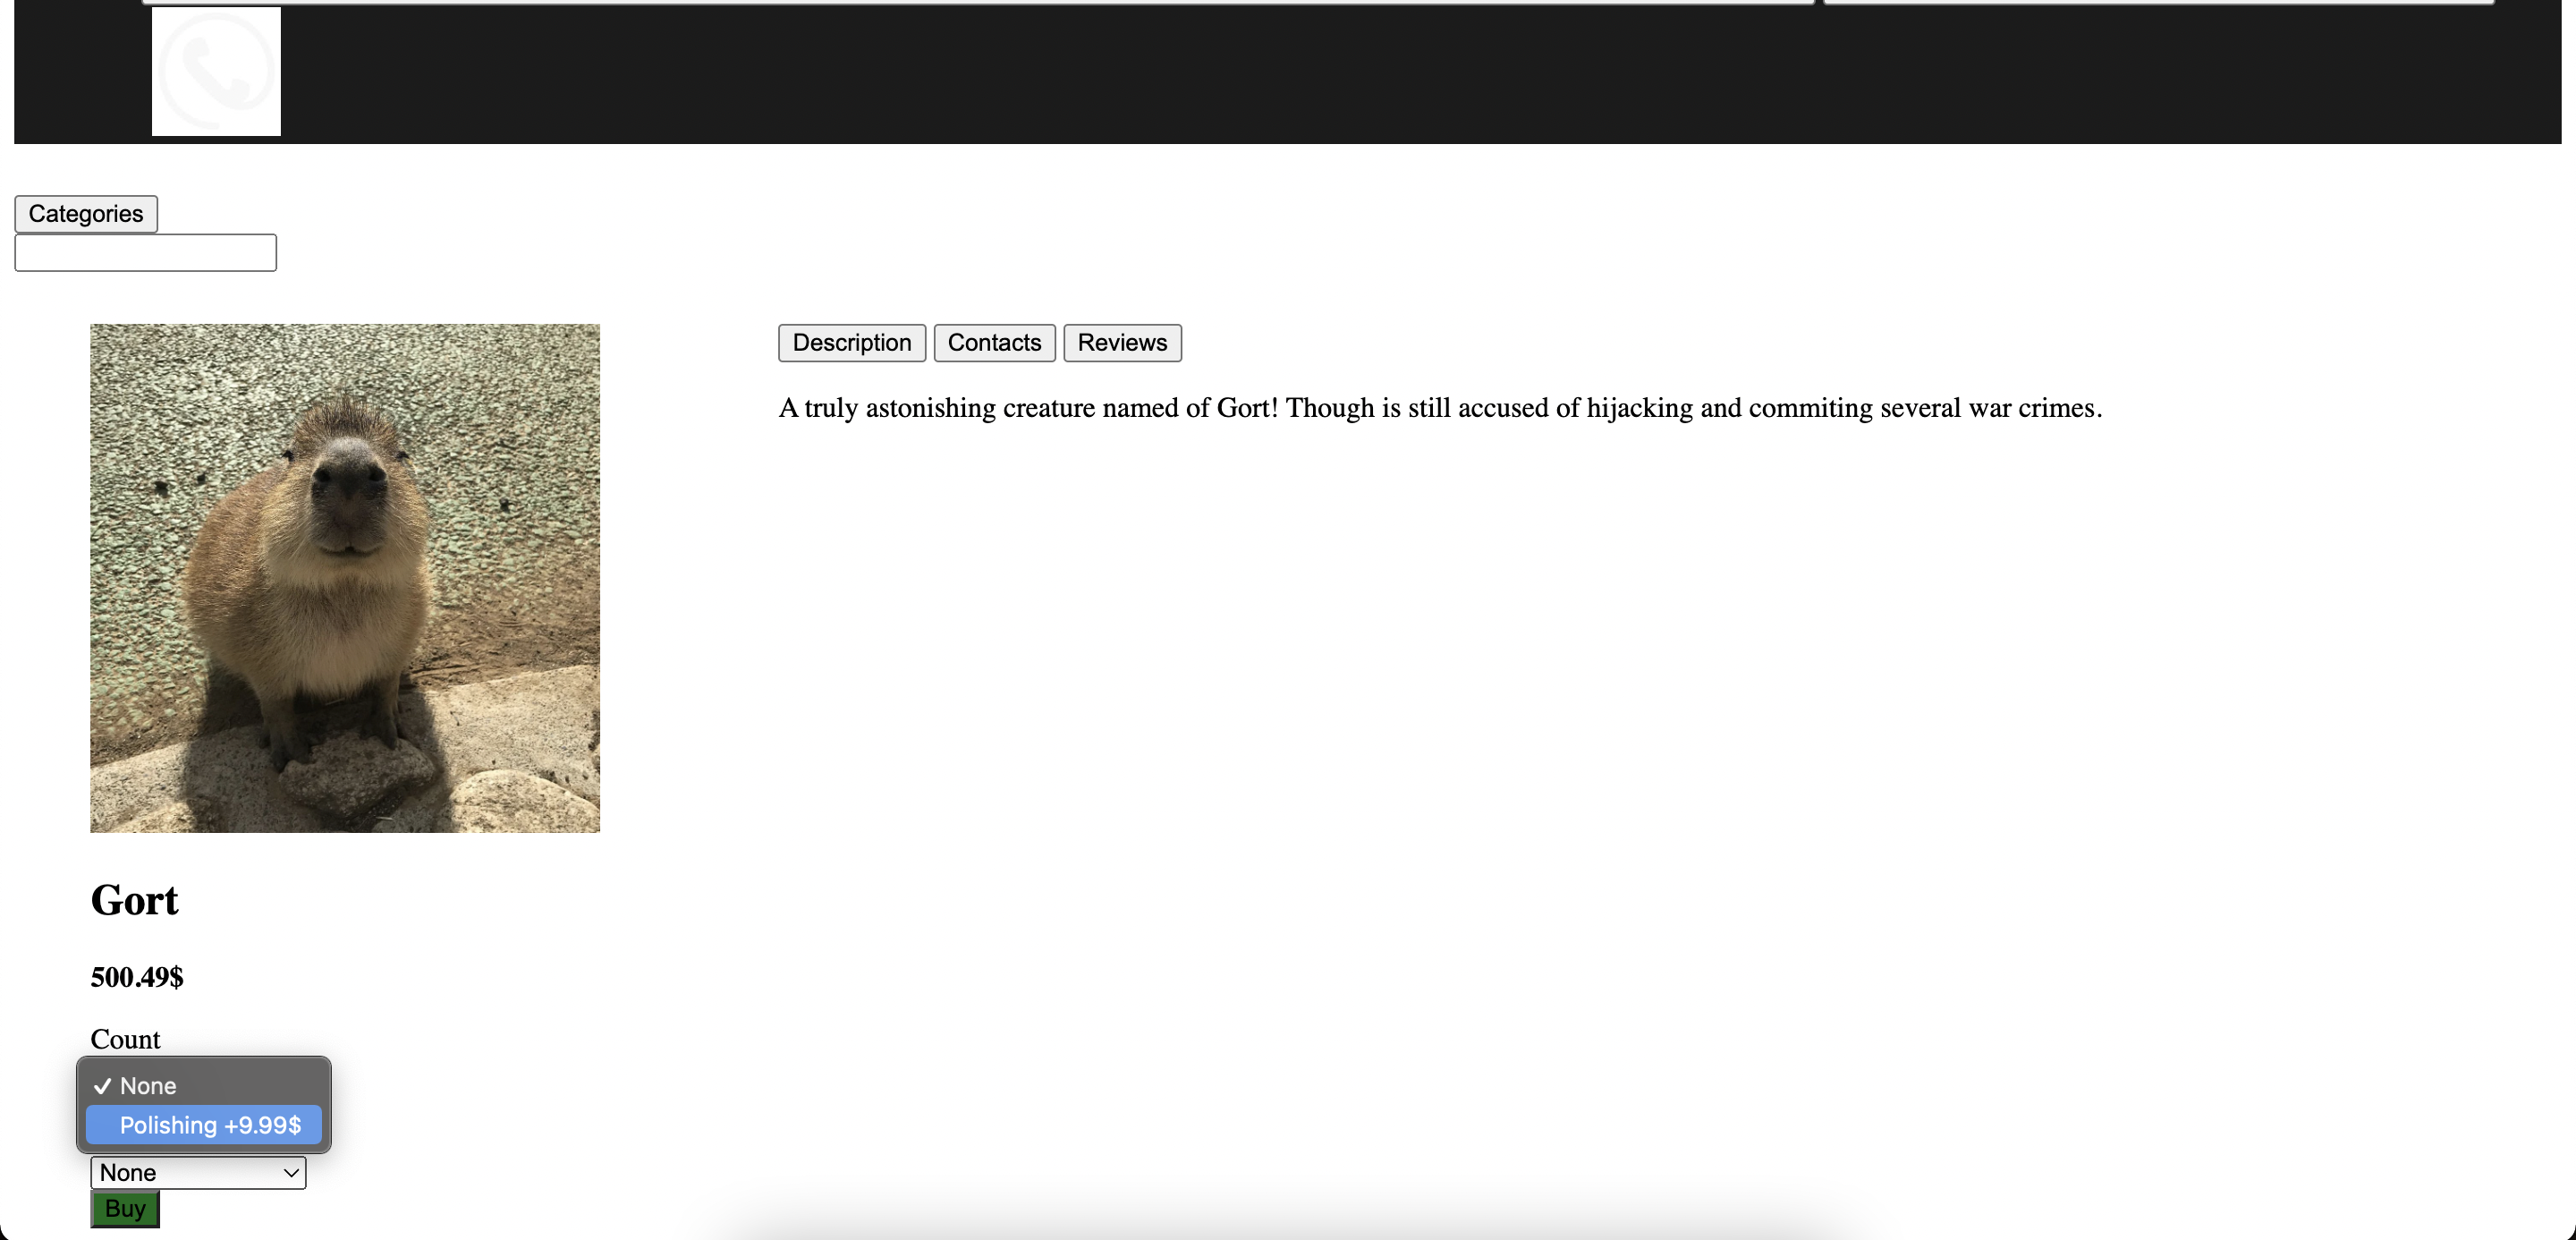 Categories
Description Contacts Reviews
A truly astonishing creature named of Gort! Though is still accused of hijacking and commiting several war crimes.
Gort
500.49$
Count
✓ None
Polishing +9.99$
None
Buy